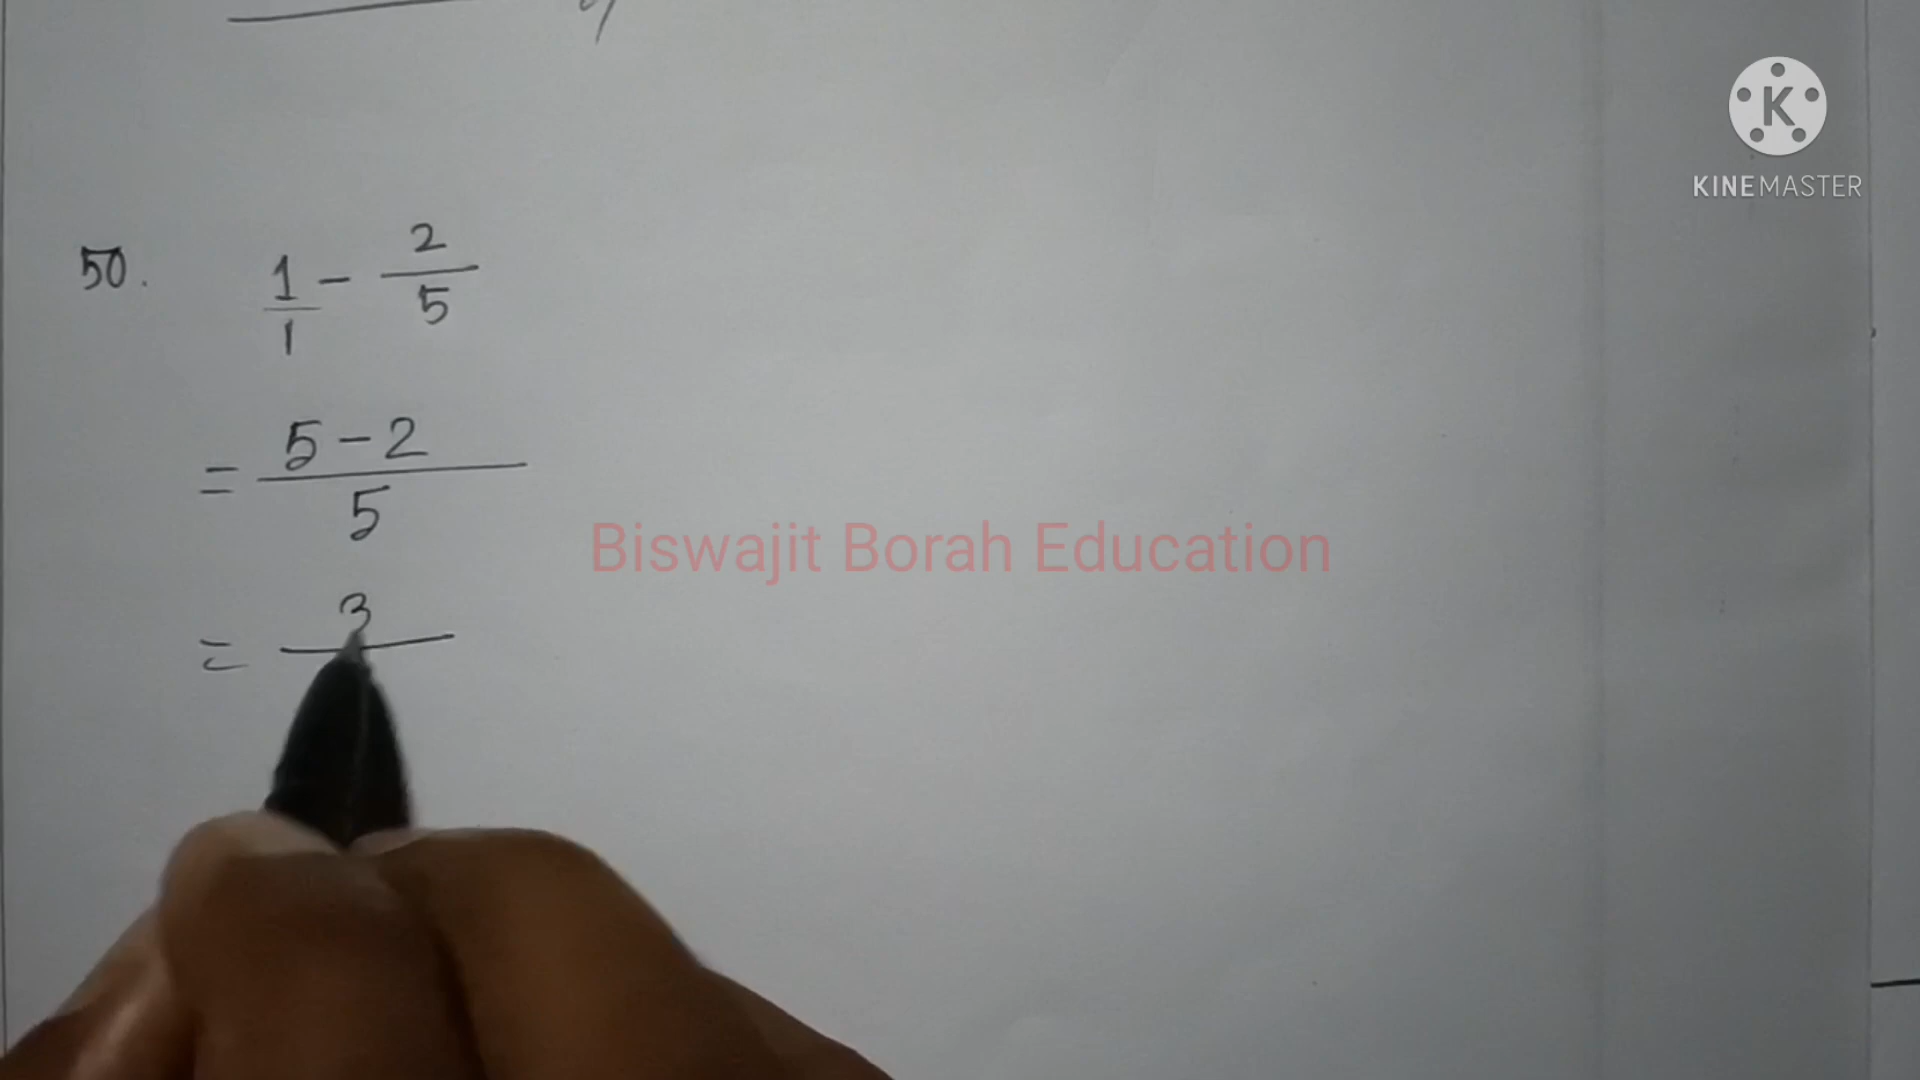 KINEMASTER
50. 1/1 - 2/5
= 5-2/5
Biswajit Borah Education
= 3